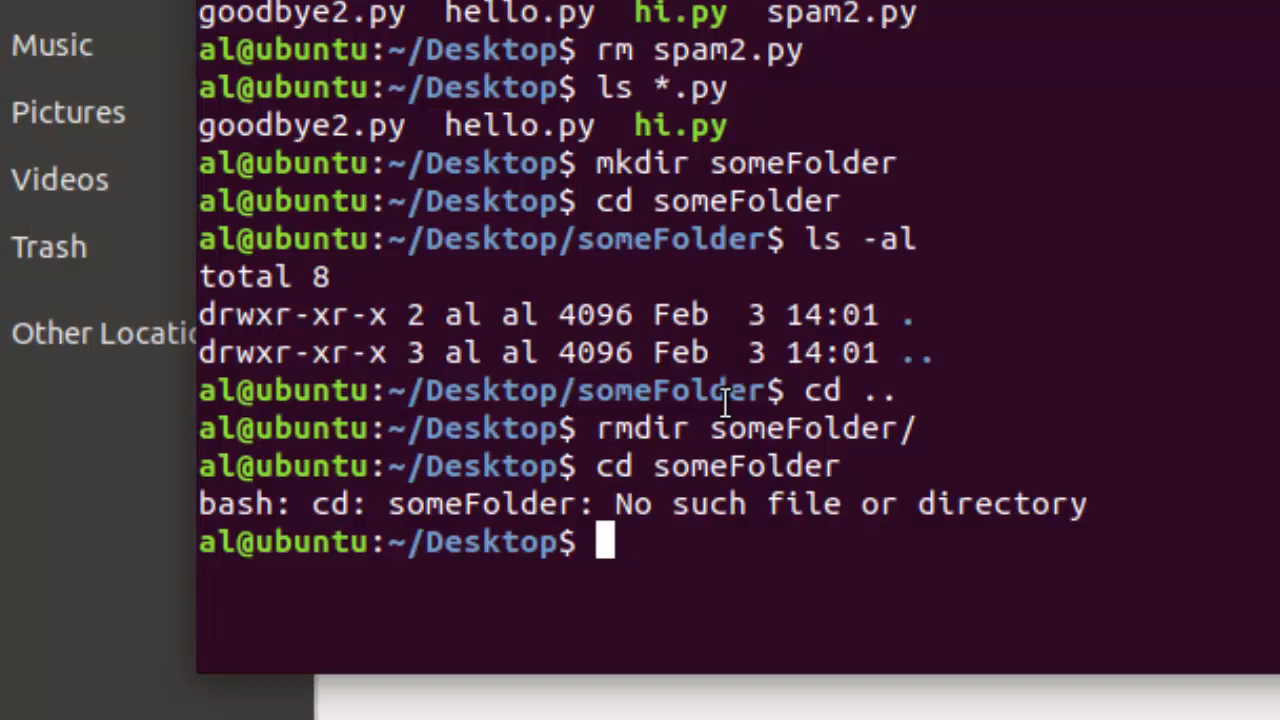 Music
Pictures
Videos
Trash
Other Locatio
goodbye2.py  hello.py  hi.py  spam2.py
al@ubuntu:~/Desktop$ rm spam2.py
al@ubuntu:~/Desktop$ ls *.py
goodbye2.py  hello.py  hi.py
al@ubuntu:~/Desktop$ mkdir someFolder
al@ubuntu:~/Desktop$ cd someFolder
al@ubuntu:~/Desktop/someFolder$ ls -al
total 8
drwxr-xr-x 2 al al 4096 Feb  3 14:01 .
drwxr-xr-x 3 al al 4096 Feb  3 14:01 ..
al@ubuntu:~/Desktop/someFolder$ cd ..
al@ubuntu:~/Desktop$ rmdir someFolder/
al@ubuntu:~/Desktop$ cd someFolder
bash: cd: someFolder: No such file or directory
al@ubuntu:~/Desktop$